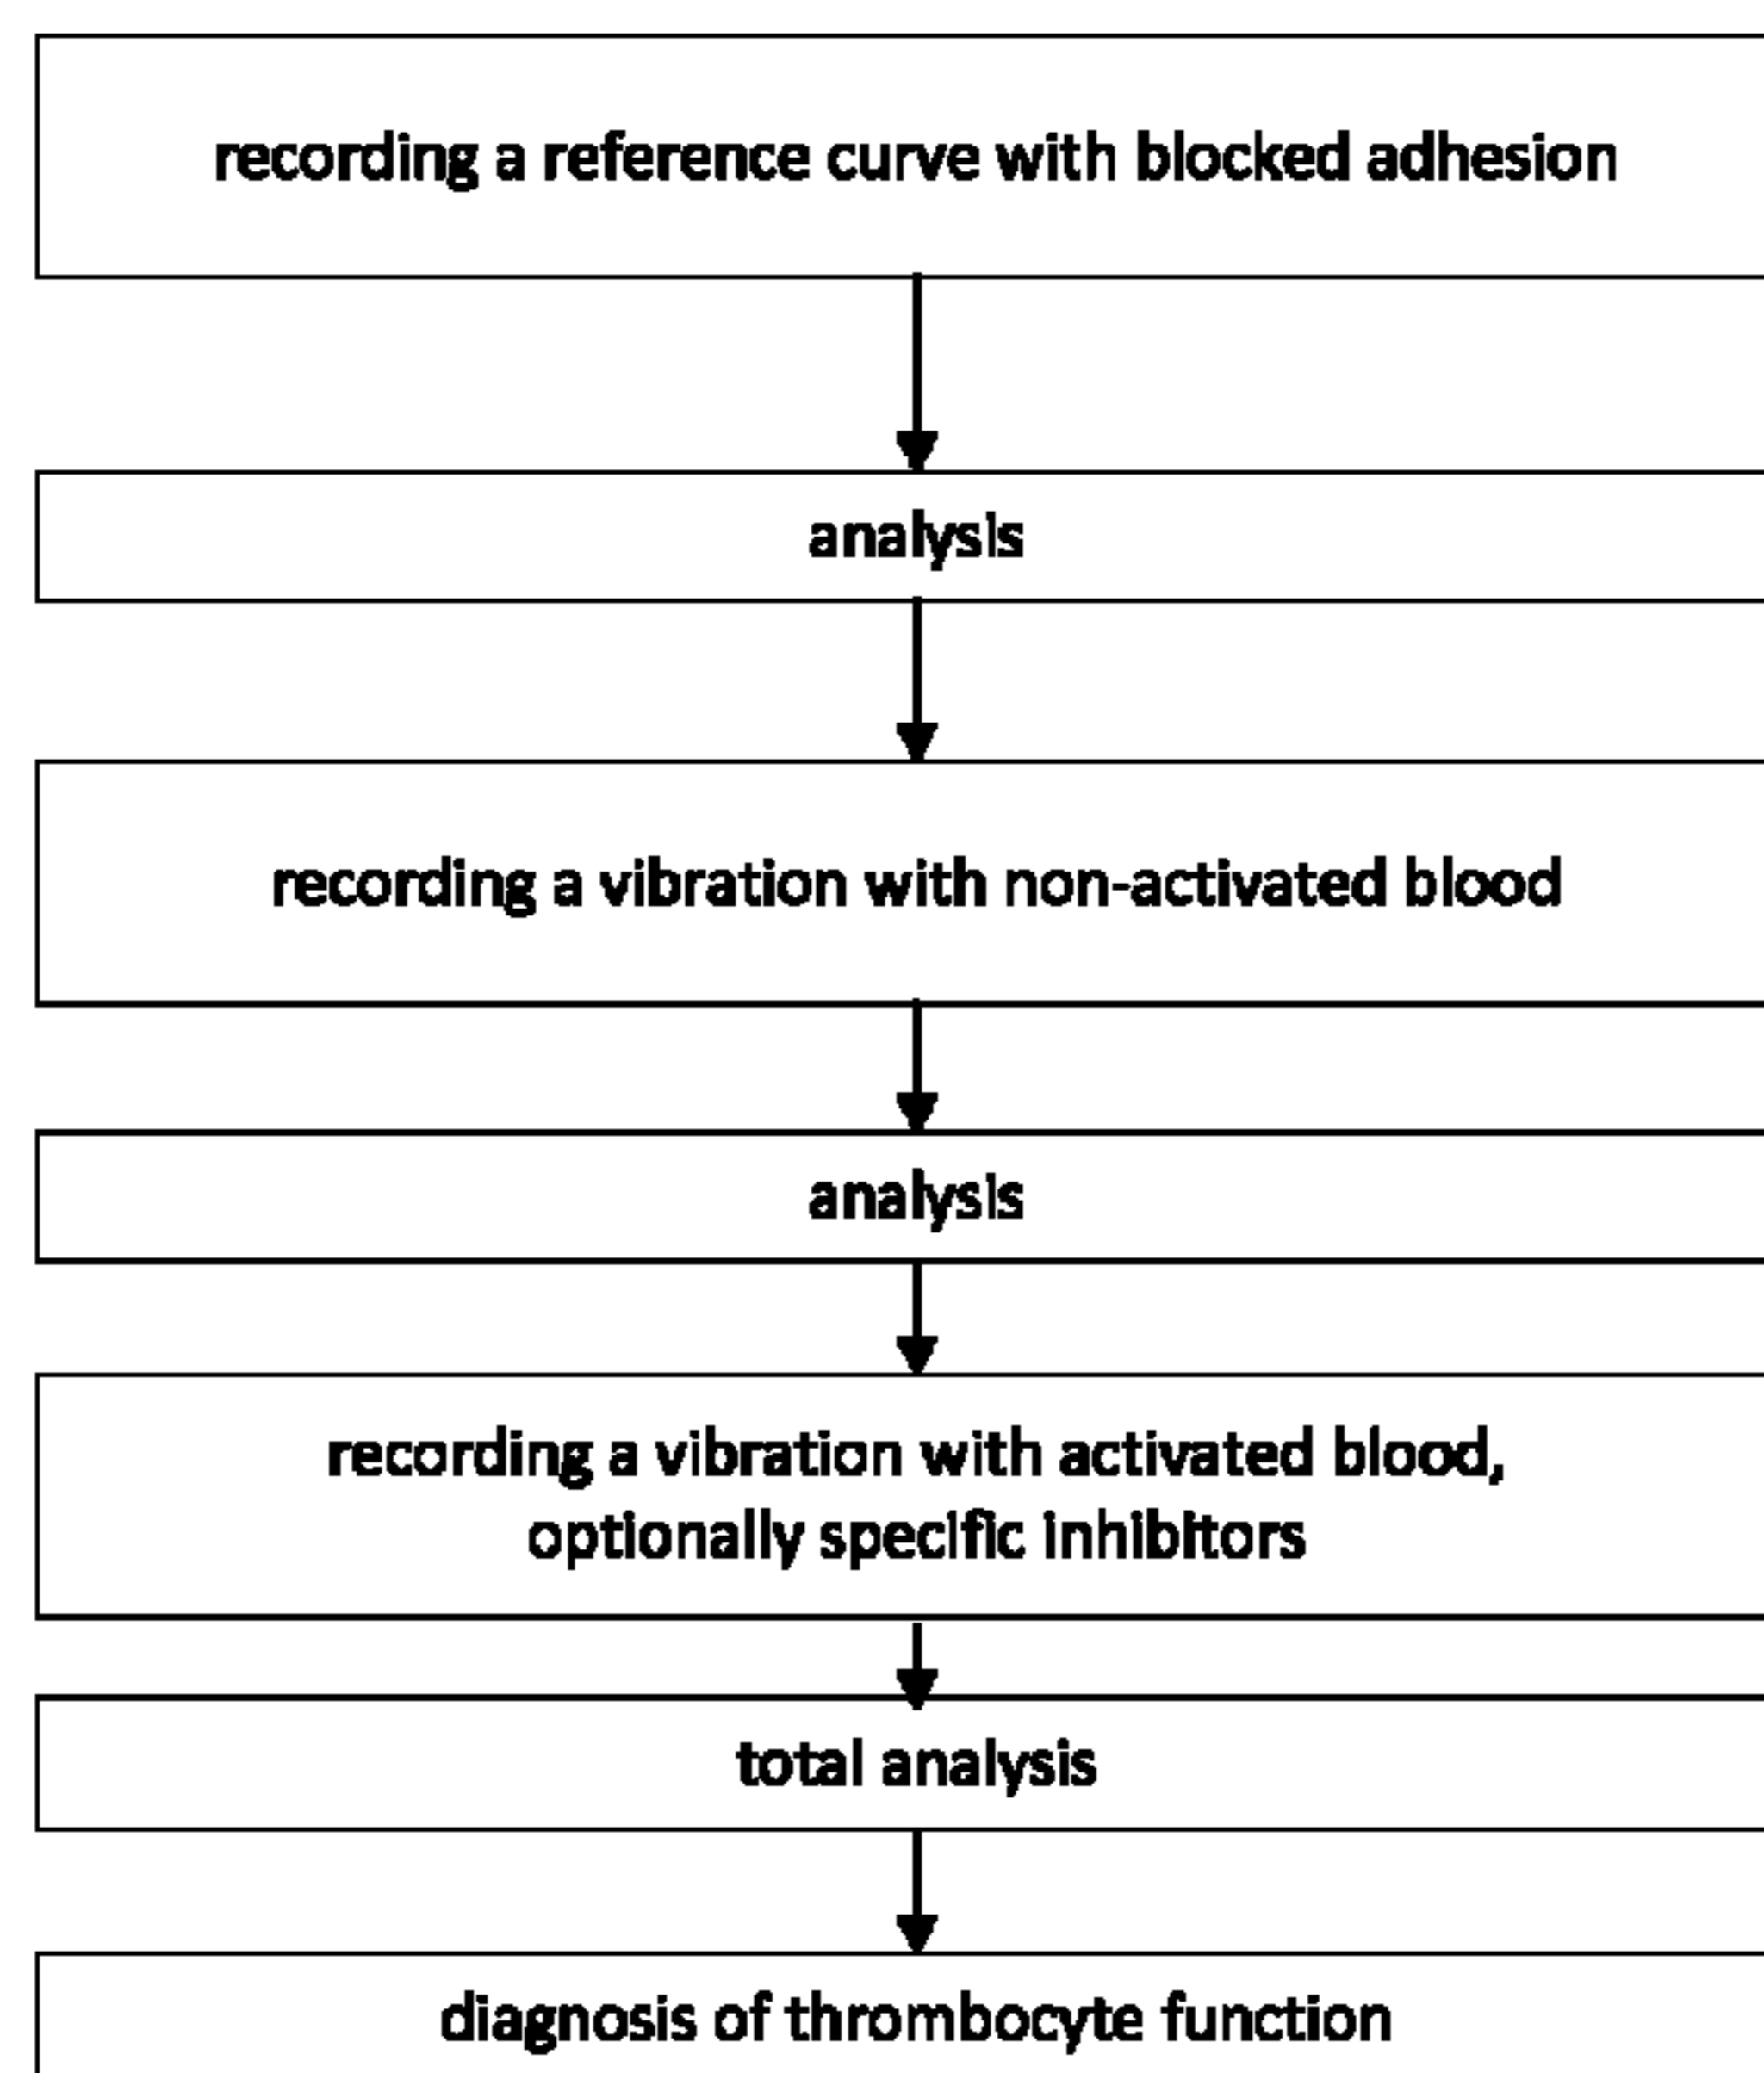 recording a reference curve with blocked adhesion
analysis
recording a vibration with non-activated blood
analysis
recording a vibration with activated blood,
optionally specific inhibitors
total analysis
diagnosis of thrombocyte function